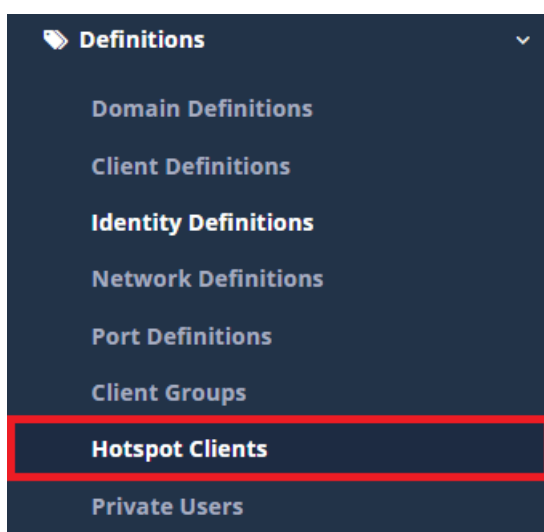 Definitions
Domain Definitions
Client Definitions
Identity Definitions
Network Definitions
Port Definitions
Client Groups
Hotspot Clients
Private Users